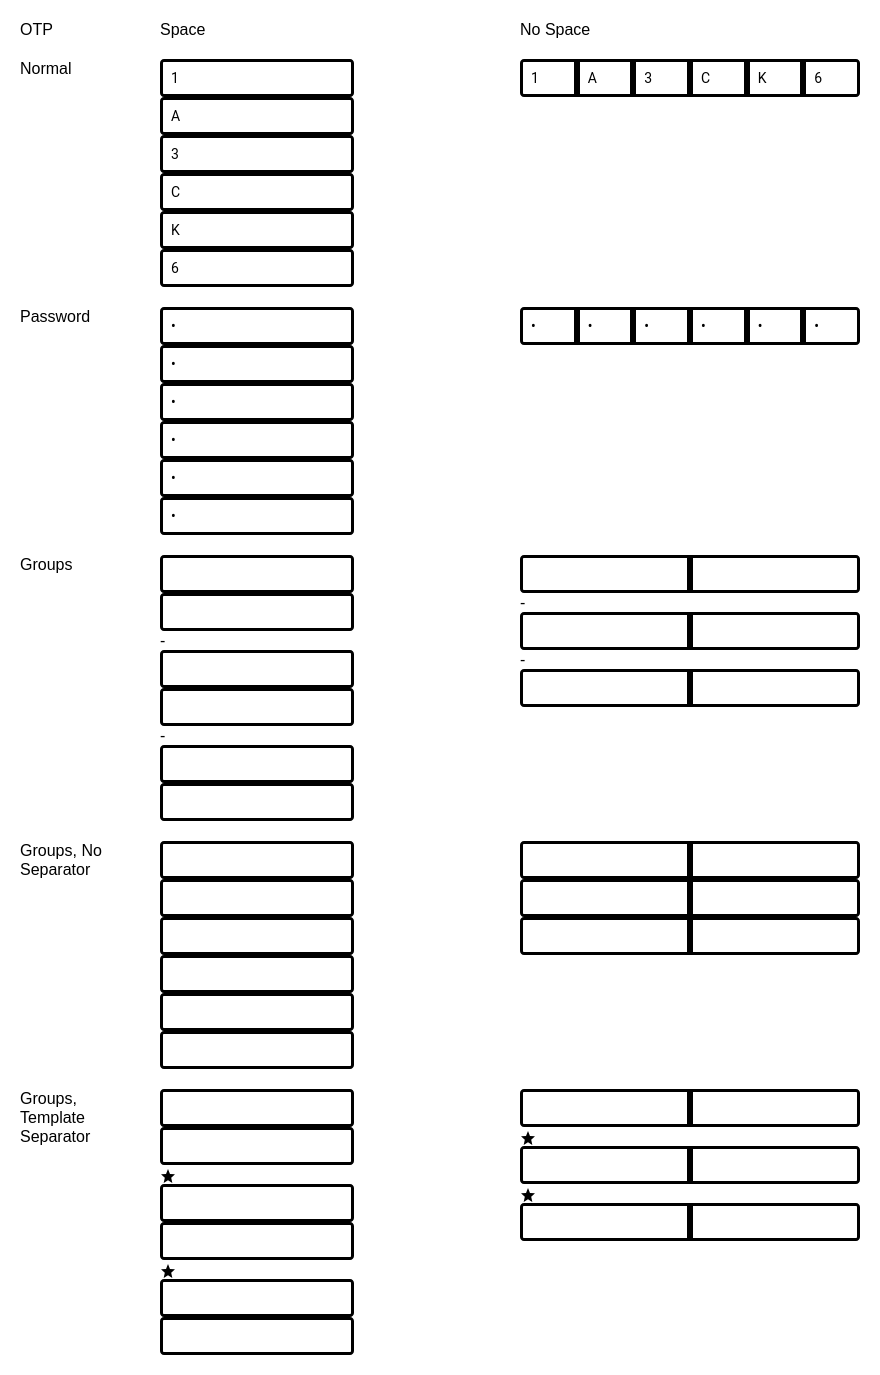 OTP Space No Space
Normal 1 1 A 3 C K 6
A
3
C
K
6
Password • • • • • • •
•
•
•
•
•
Groups
-
-
-
-
Groups, No
Separator
Groups,
Template
Separator
★
★
★
★